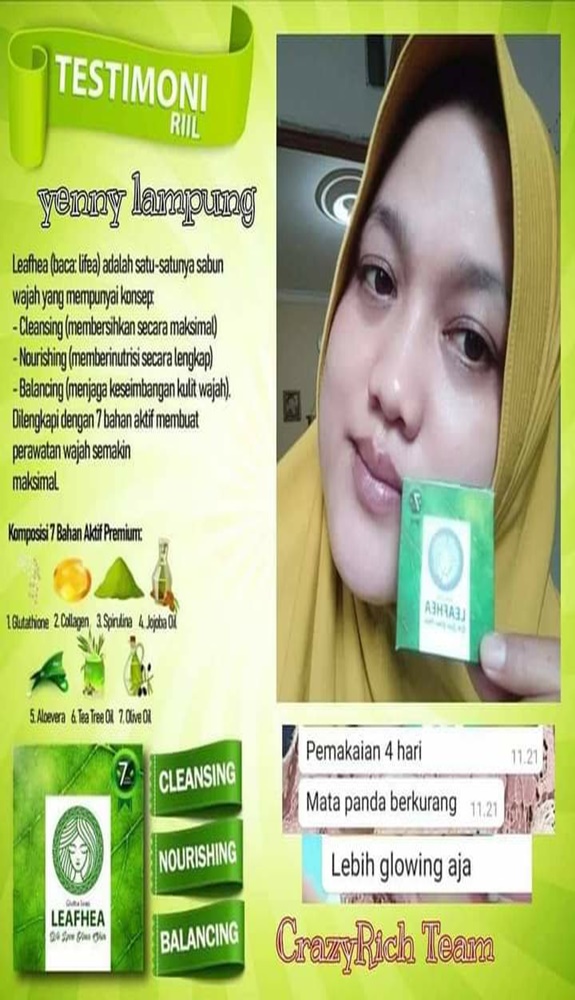 TESTIMONI
RIIL
yenny lampung
Leafhea (baca: lifea) adalah satu-satunya sabun
wajah yang mempunyai konsep:
- Cleansing (membersihkan secara maksimal)
- Nourishing (memberinutrisi secara lengkap)
- Balancing (menjaga keseimbangan kulit wajah).
Dilengkapi dengan 7 bahan aktif membuat
perawatan wajah semakin
maksimal.
Komposisi 7 Bahan Aktif Premium:
1. Glutathione 2. Collagen 3. Spirulina 4. Jojoba Oil
5. Aloevera 6. Tea Tree Oil 7. Olive Oil
7
LEAFHEA
CLEANSING
NOURISHING
BALANCING
7
LEAFHEA
Pemakaian 4 hari 11.21
Mata panda berkurang 11.21
Lebih glowing aja
CrazyRich Team